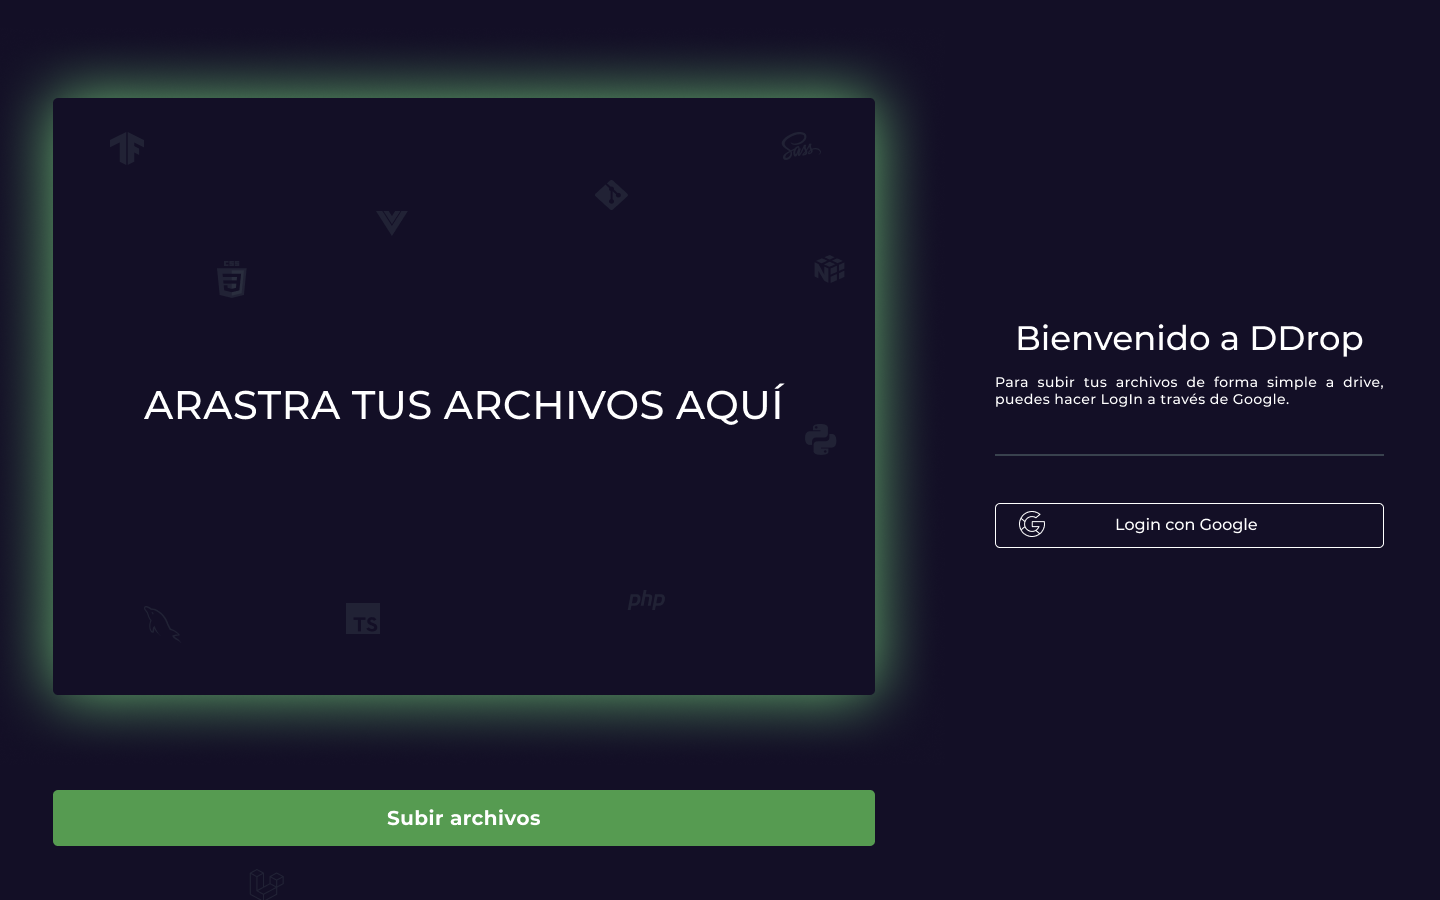 Sass
ARASTRA TUS ARCHIVOS AQUÍ
TS
php
Subir archivos
Bienvenido a DDrop
Para subir tus archivos de forma simple a drive,
puedes hacer LogIn a través de Google.
Login con Google